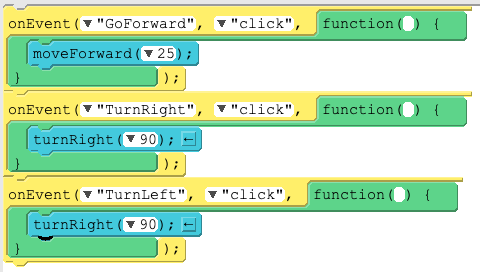 onEvent(▼"GoForward", ▼"click", function( ) {
moveForward(▼25);
} );
onEvent(▼"TurnRight", ▼"click", function( ) {
turnRight(▼90); ←
} );
onEvent(▼"TurnLeft", ▼"click", function( ) {
turnRight(▼90); ←
} );